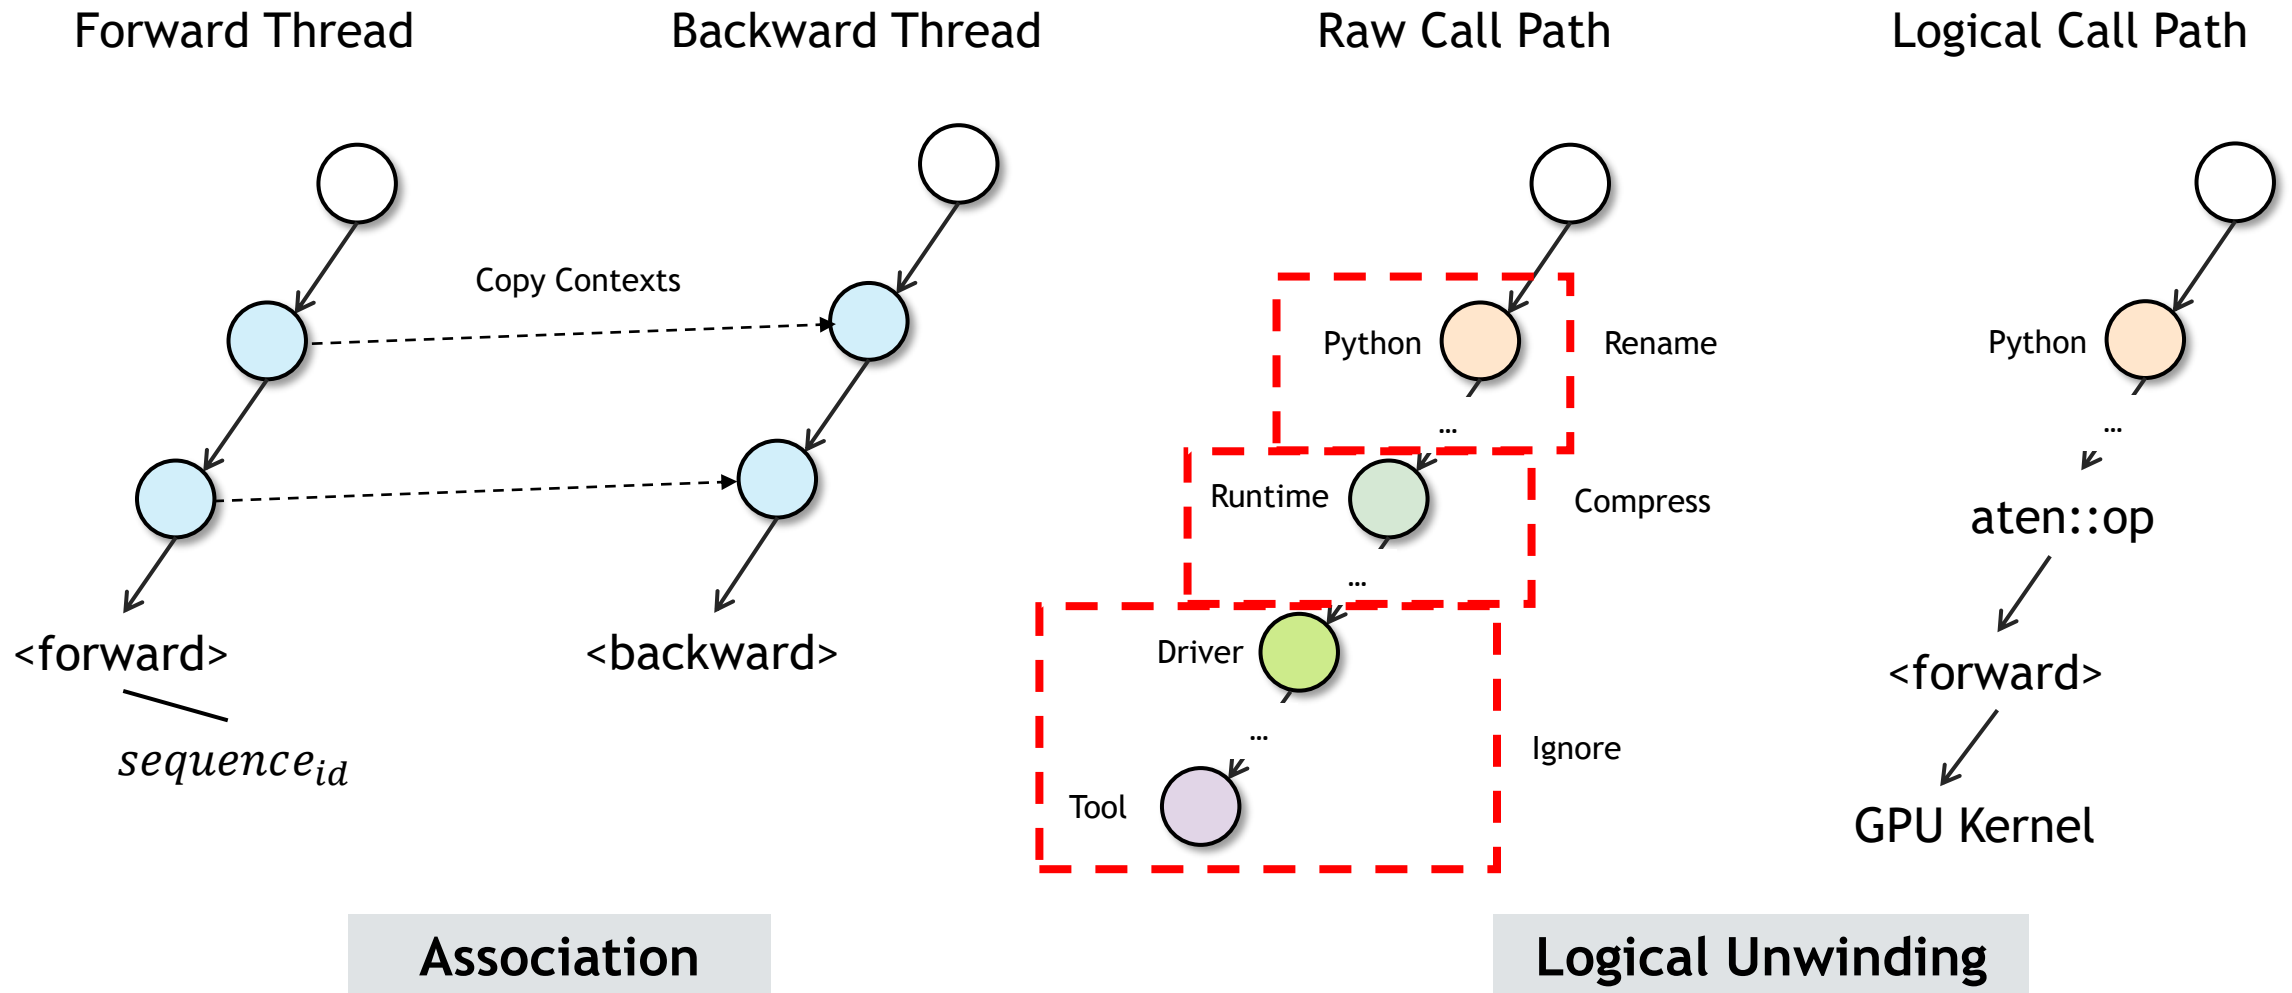 Forward Thread
Backward Thread
Raw Call Path
Logical Call Path
Copy Contexts
Python
Rename
...
Runtime
Compress
...
Driver
...
Ignore
Tool
Python
...
aten::op
<forward>
GPU Kernel
<forward>
<backward>
sequence_id
Association
Logical Unwinding